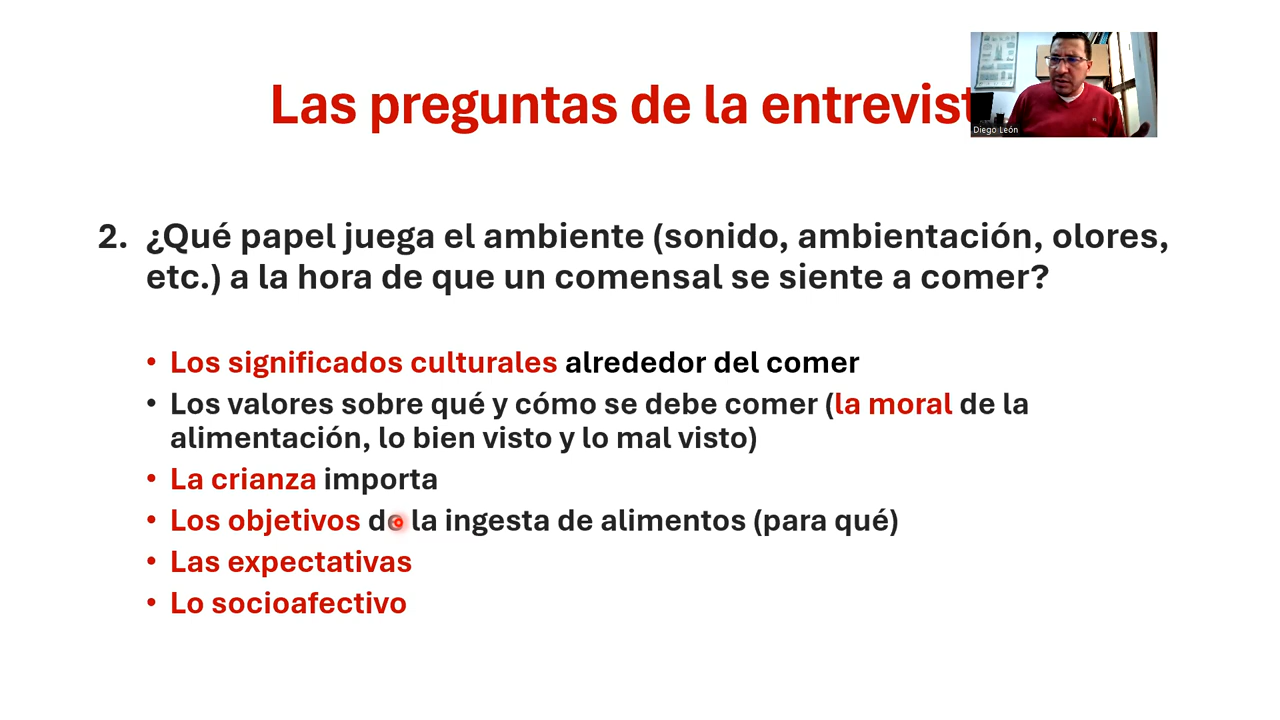 Las preguntas de la entrevist
Diego León
2. ¿Qué papel juega el ambiente (sonido, ambientación, olores,
etc.) a la hora de que un comensal se siente a comer?
• Los significados culturales alrededor del comer
• Los valores sobre qué y cómo se debe comer (la moral de la
alimentación, lo bien visto y lo mal visto)
• La crianza importa
• Los objetivos de la ingesta de alimentos (para qué)
• Las expectativas
• Lo socioafectivo